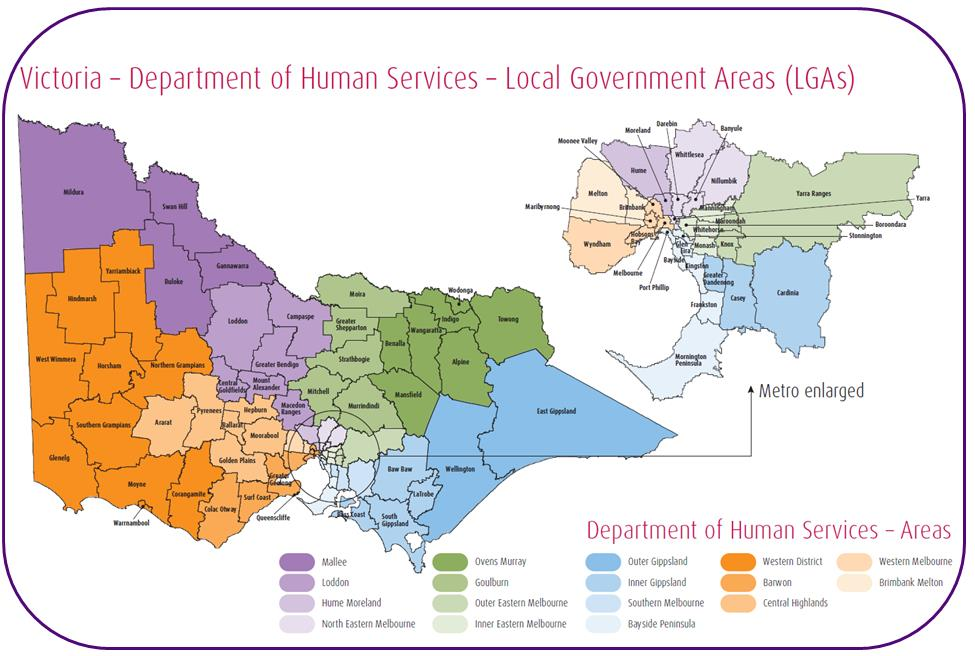 Victoria – Department of Human Services – Local Government Areas (LGAs)
Mildura
Swan Hill
Gannawarra
Buloke
Yarriambiack
Hindmarsh
West Wimmera
Horsham
Northern Grampians
Loddon
Campaspe
Greater Bendigo
Central
Goldfields
Mount
Alexander
Macedon
Ranges
Moira
Greater
Shepparton
Strathbogie
Mitchell
Murrindindi
Benalla
Wangaratta
Mansfield
Wodonga
Indigo
Towong
Alpine
East Gippsland
Wellington
Baw Baw
LaTrobe
South
Gippsland
Bass Coast
Southern Grampians
Glenelg
Moyne
Warrnambool
Corangamite
Colac Otway
Surf Coast
Queenscliffe
Greater
Geelong
Golden Plains
Ararat
Pyrenees
Ballarat
Hepburn
Moorabool
Moonee Valley
Moreland
Darebin
Banyule
Whittlesea
Hume
Nillumbik
Melton
Brimbank
Maribyrnong
Wyndham
Hobsons
Bay
Melbourne
Port Phillip
Manningham
Maroondah
Whitehorse
Yarra Ranges
Yarra
Boroondara
Stonnington
Glen
Eira
Monash
Knox
Bayside
Kingston
Greater
Dandenong
Casey
Cardinia
Frankston
Mornington
Peninsula
Metro enlarged
Department of Human Services – Areas
Mallee
Loddon
Hume Moreland
North Eastern Melbourne
Ovens Murray
Goulburn
Outer Eastern Melbourne
Inner Eastern Melbourne
Outer Gippsland
Inner Gippsland
Southern Melbourne
Bayside Peninsula
Western District
Barwon
Central Highlands
Western Melbourne
Brimbank Melton